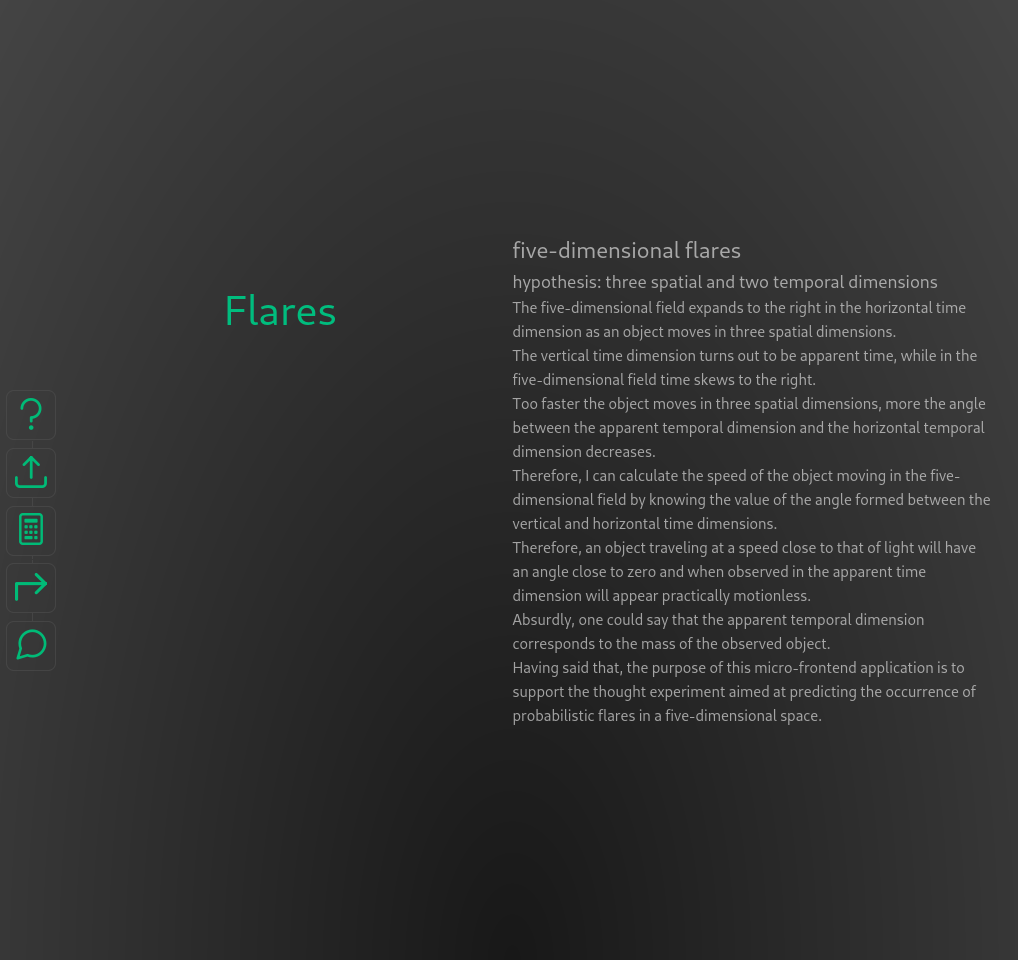 Flares
five-dimensional flares
hypothesis: three spatial and two temporal dimensions
The five-dimensional field expands to the right in the horizontal time
dimension as an object moves in three spatial dimensions.
The vertical time dimension turns out to be apparent time, while in the
five-dimensional field time skews to the right.
Too faster the object moves in three spatial dimensions, more the angle
between the apparent temporal dimension and the horizontal temporal
dimension decreases.
Therefore, I can calculate the speed of the object moving in the five-
dimensional field by knowing the value of the angle formed between the
vertical and horizontal time dimensions.
Therefore, an object traveling at a speed close to that of light will have
an angle close to zero and when observed in the apparent time
dimension will appear practically motionless.
Absurdly, one could say that the apparent temporal dimension
corresponds to the mass of the observed object.
Having said that, the purpose of this micro-frontend application is to
support the thought experiment aimed at predicting the occurrence of
probabilistic flares in a five-dimensional space.